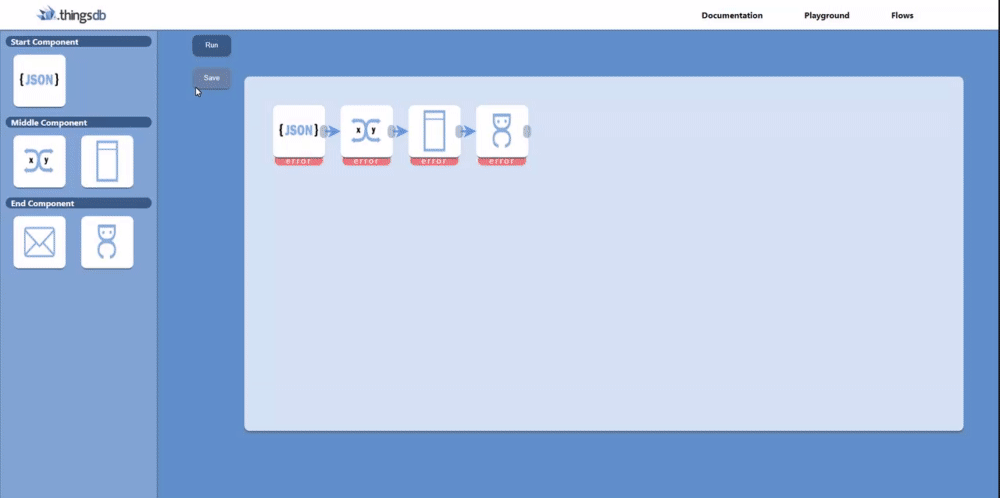 .thingsdb
Documentation Playground Flows
Start Component
{JSON}
Middle Component
x y
End Component
Run
Save
{JSON} x y
error error error error